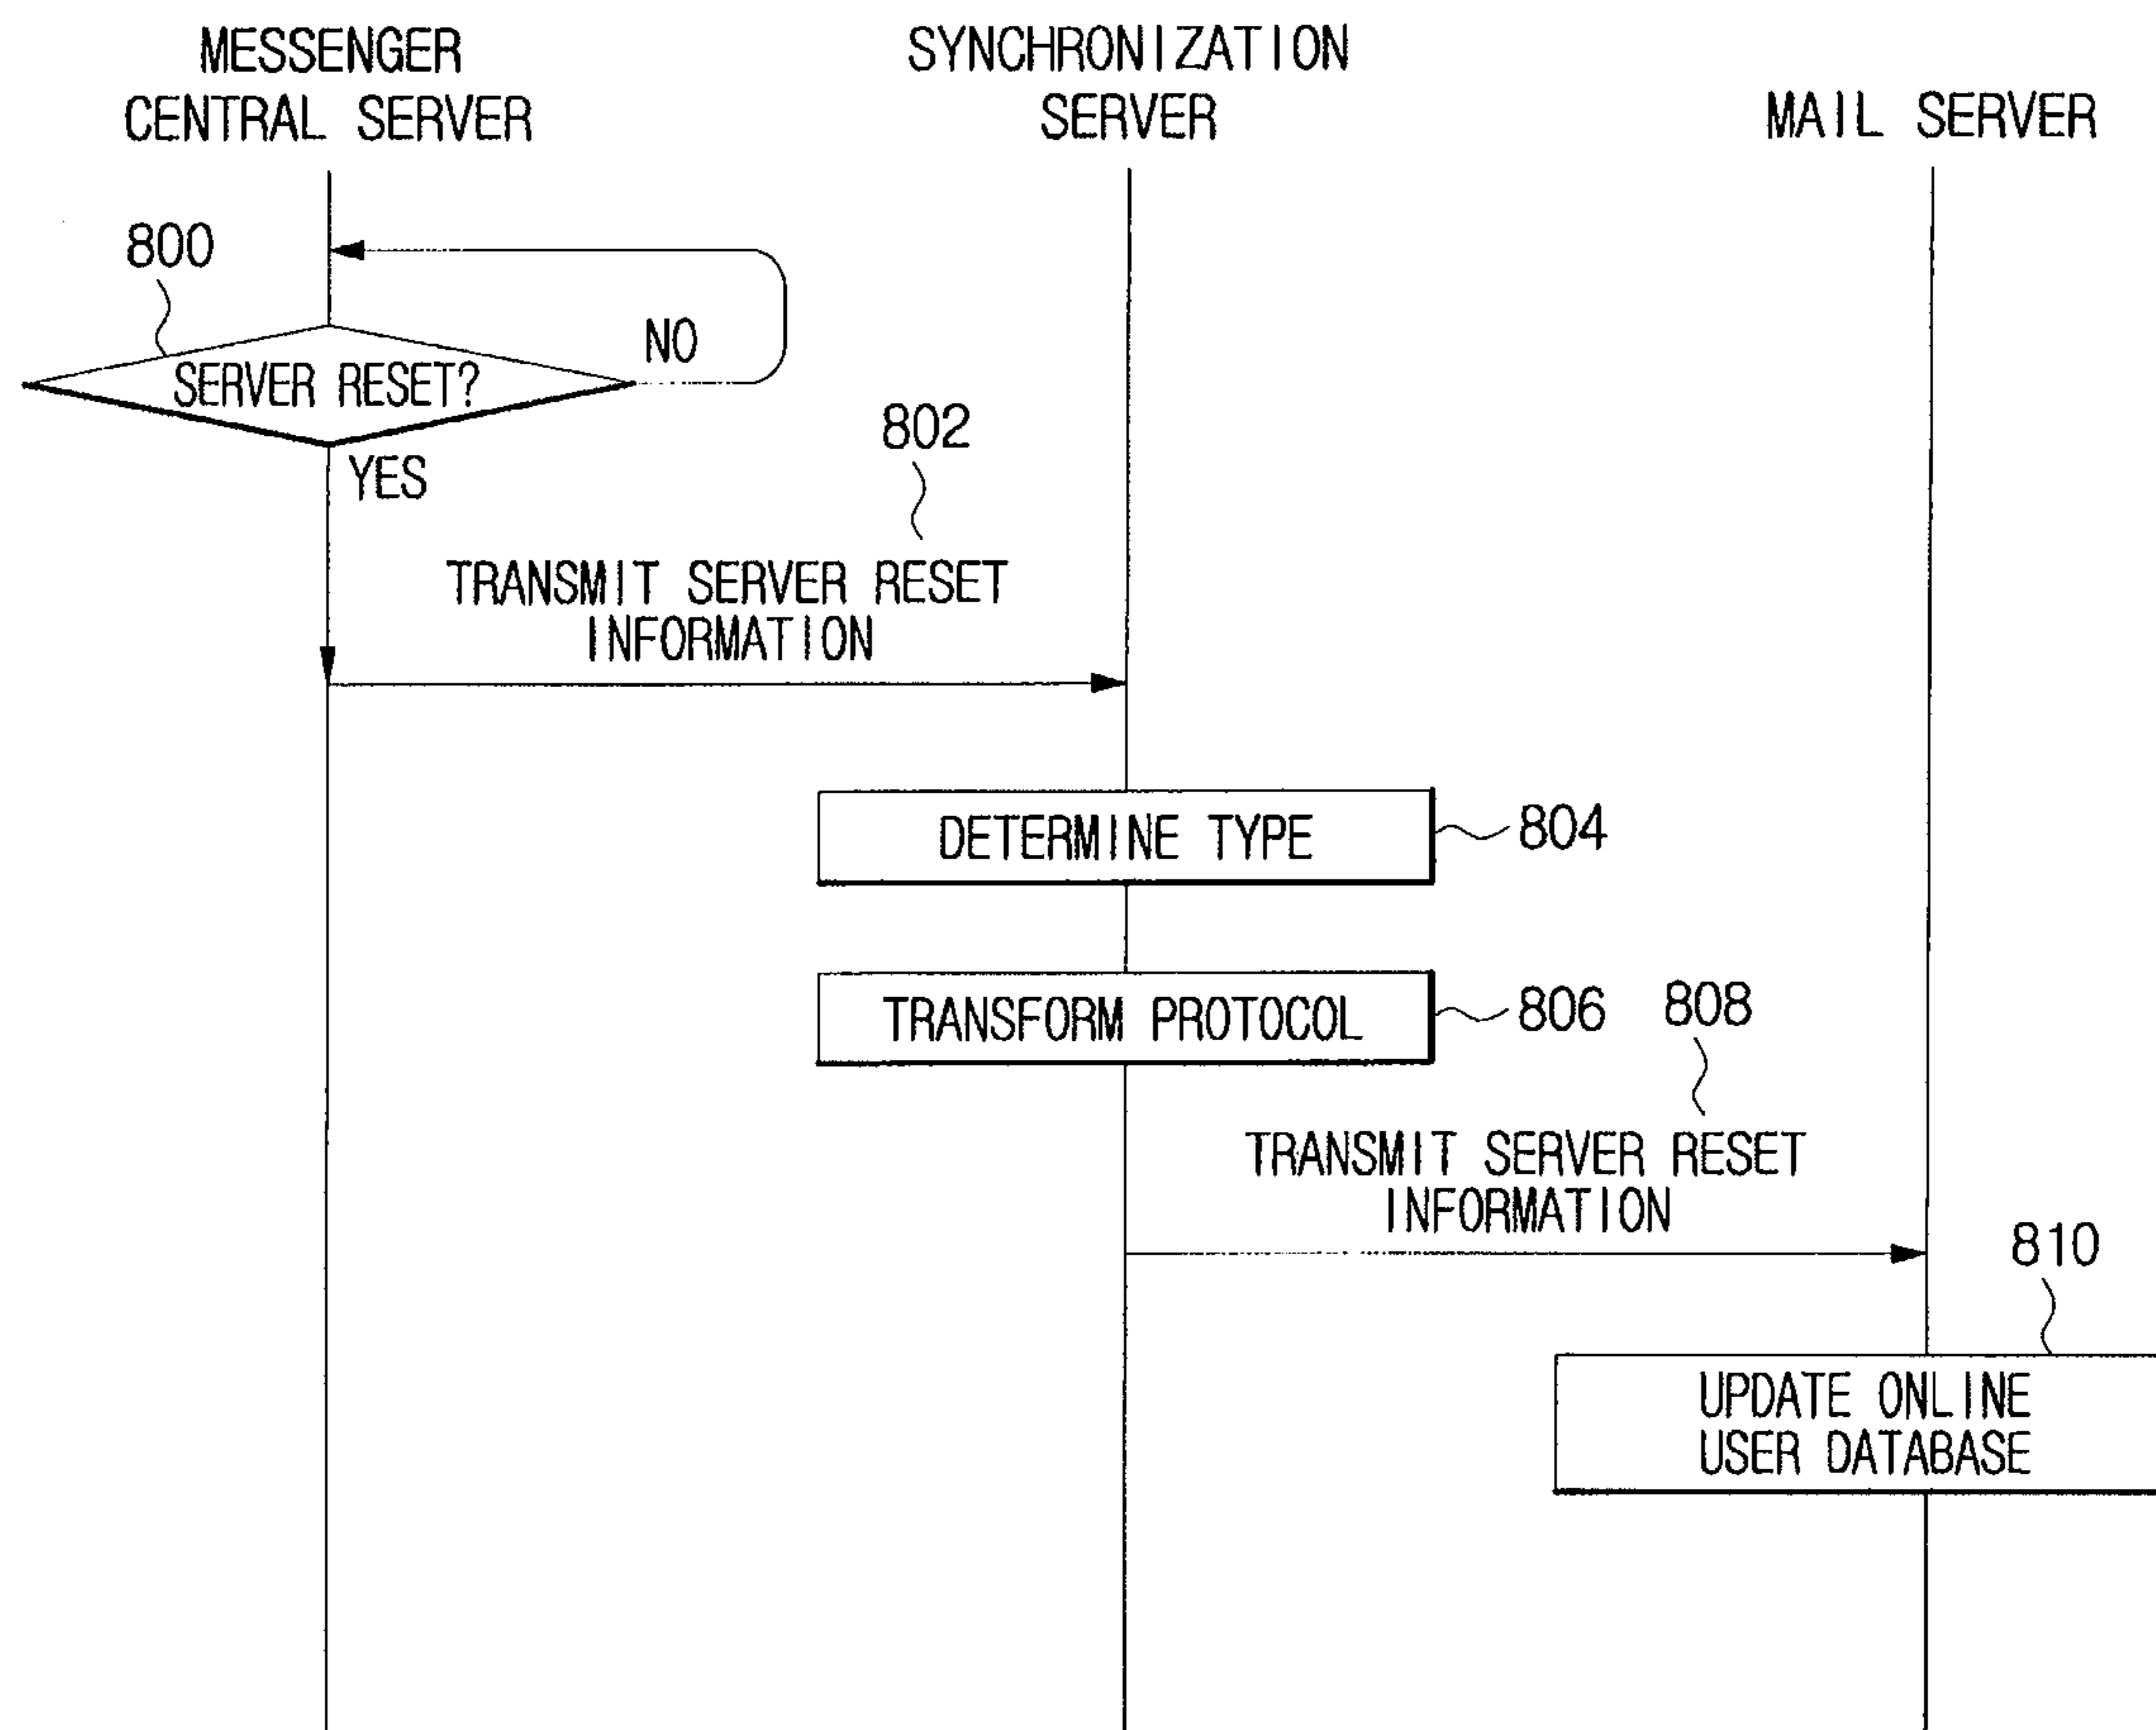 MESSENGER
CENTRAL SERVER
SYNCHRONIZATION
SERVER
MAIL SERVER
800
SERVER RESET?
NO
YES
802
TRANSMIT SERVER RESET
INFORMATION
DETERMINE TYPE
804
TRANSFORM PROTOCOL
806
808
TRANSMIT SERVER RESET
INFORMATION
810
UPDATE ONLINE
USER DATABASE